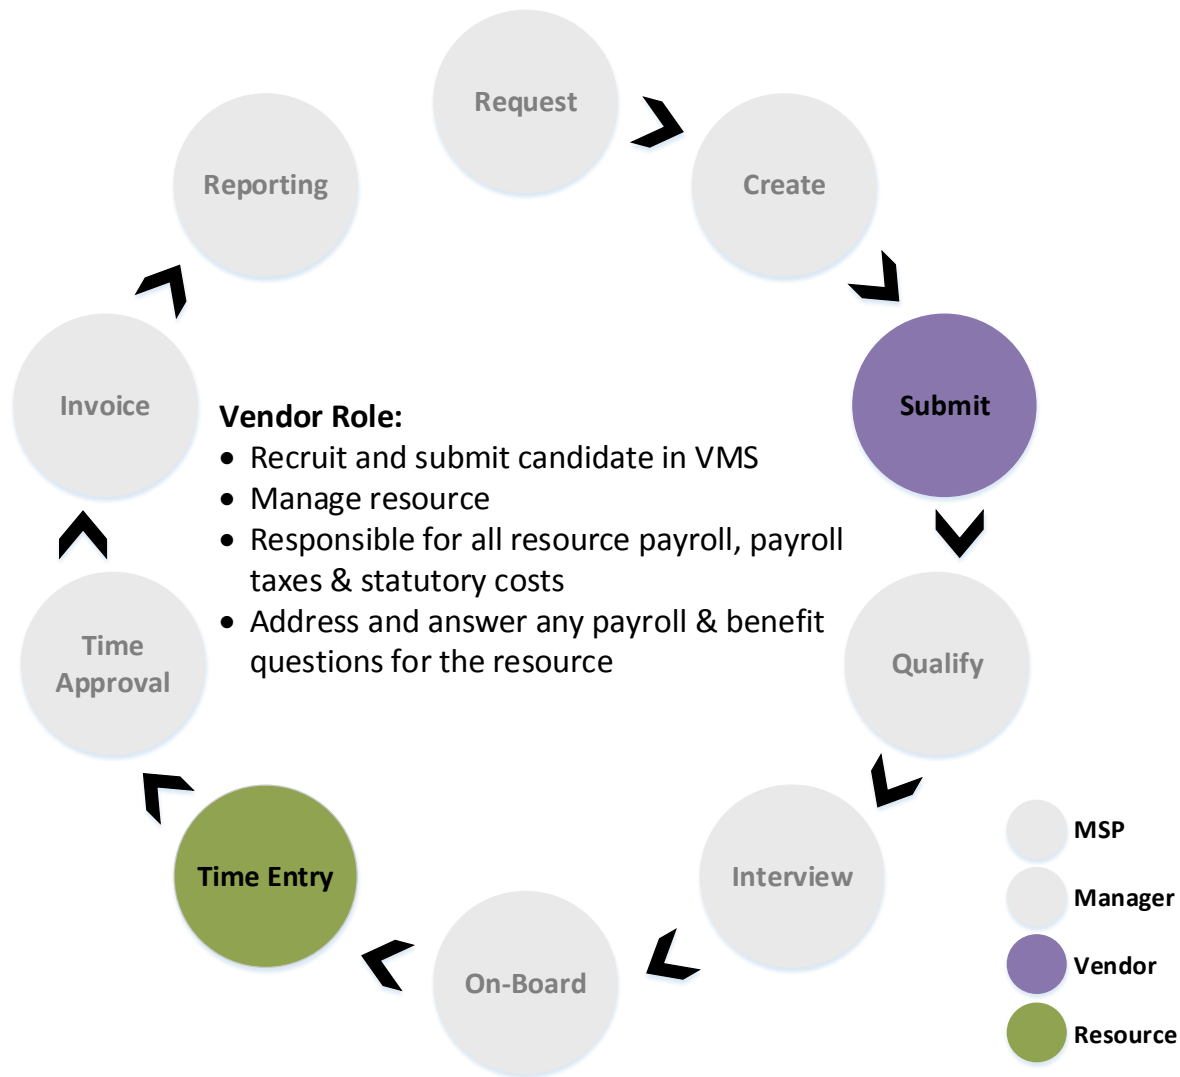 Request
Create
Submit
Qualify
Interview
On-Board
Time Entry
Time
Approval
Invoice
Reporting
Vendor Role:
• Recruit and submit candidate in VMS
• Manage resource
• Responsible for all resource payroll, payroll
taxes & statutory costs
• Address and answer any payroll & benefit
questions for the resource
MSP
Manager
Vendor
Resource